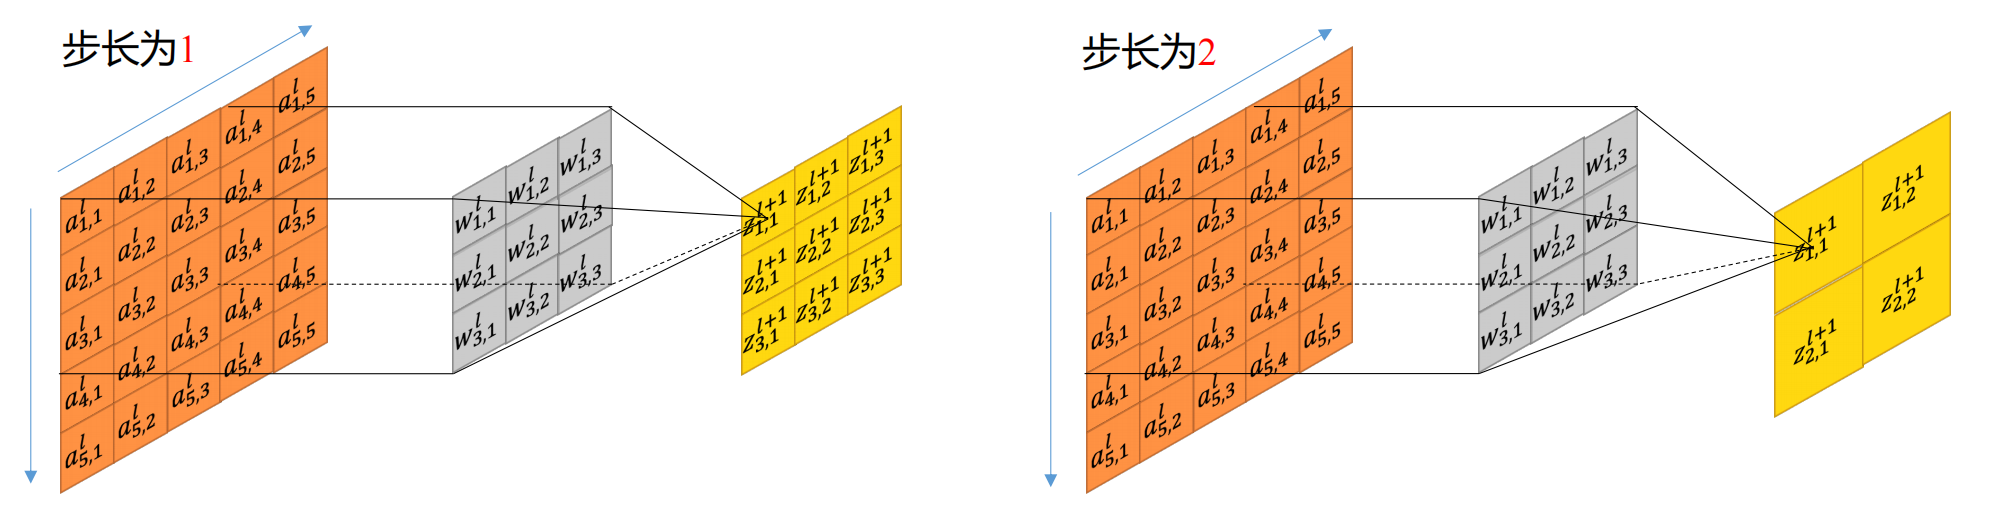 步长为1
a^l_{1,1} a^l_{1,2} a^l_{1,3} a^l_{1,4} a^l_{1,5}
a^l_{2,1} a^l_{2,2} a^l_{2,3} a^l_{2,4} a^l_{2,5}
a^l_{3,1} a^l_{3,2} a^l_{3,3} a^l_{3,4} a^l_{3,5}
a^l_{4,1} a^l_{4,2} a^l_{4,3} a^l_{4,4} a^l_{4,5}
a^l_{5,1} a^l_{5,2} a^l_{5,3} a^l_{5,4} a^l_{5,5}
w^l_{1,1} w^l_{1,2} w^l_{1,3}
w^l_{2,1} w^l_{2,2} w^l_{2,3}
w^l_{3,1} w^l_{3,2} w^l_{3,3}
z^{l+1}_{1,1} z^{l+1}_{1,2} z^{l+1}_{1,3}
z^{l+1}_{2,1} z^{l+1}_{2,2} z^{l+1}_{2,3}
z^{l+1}_{3,1} z^{l+1}_{3,2} z^{l+1}_{3,3}
步长为2
a^l_{1,1} a^l_{1,2} a^l_{1,3} a^l_{1,4} a^l_{1,5}
a^l_{2,1} a^l_{2,2} a^l_{2,3} a^l_{2,4} a^l_{2,5}
a^l_{3,1} a^l_{3,2} a^l_{3,3} a^l_{3,4} a^l_{3,5}
a^l_{4,1} a^l_{4,2} a^l_{4,3} a^l_{4,4} a^l_{4,5}
a^l_{5,1} a^l_{5,2} a^l_{5,3} a^l_{5,4} a^l_{5,5}
w^l_{1,1} w^l_{1,2} w^l_{1,3}
w^l_{2,1} w^l_{2,2} w^l_{2,3}
w^l_{3,1} w^l_{3,2} w^l_{3,3}
z^{l+1}_{1,1} z^{l+1}_{1,2}
z^{l+1}_{2,1} z^{l+1}_{2,2}